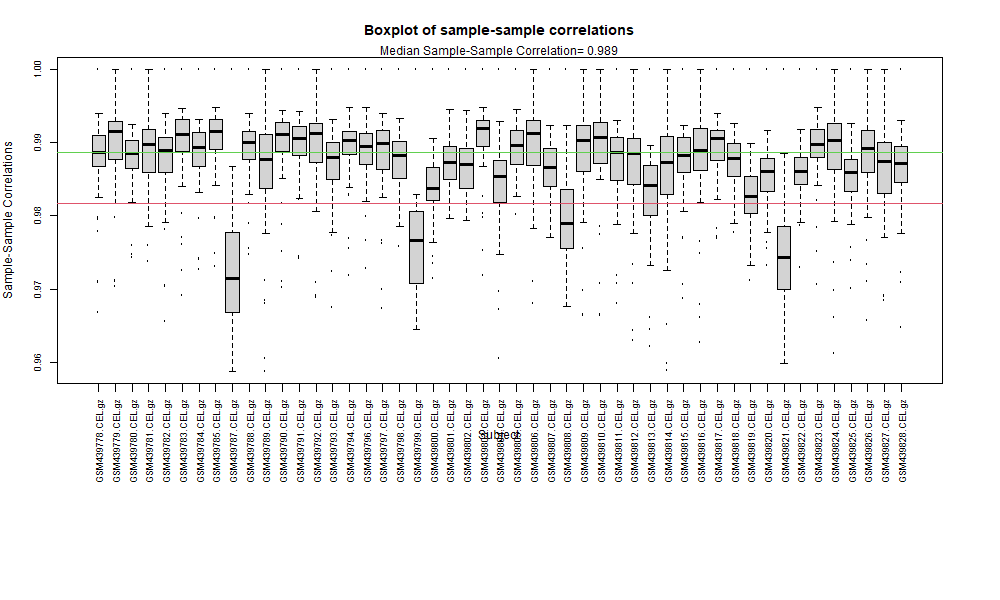 Boxplot of sample-sample correlations
Median Sample-Sample Correlation= 0.989
Sample-Sample Correlations
1.00
0.99
0.98
0.97
0.96
GSM439778.CEL.gz
GSM439779.CEL.gz
GSM439780.CEL.gz
GSM439781.CEL.gz
GSM439782.CEL.gz
GSM439783.CEL.gz
GSM439784.CEL.gz
GSM439785.CEL.gz
GSM439787.CEL.gz
GSM439788.CEL.gz
GSM439789.CEL.gz
GSM439790.CEL.gz
GSM439791.CEL.gz
GSM439792.CEL.gz
GSM439793.CEL.gz
GSM439794.CEL.gz
GSM439796.CEL.gz
GSM439797.CEL.gz
GSM439798.CEL.gz
GSM439799.CEL.gz
GSM439800.CEL.gz
GSM439801.CEL.gz
GSM439802.CEL.gz
GSM439806.CEL.gz
GSM439807.CEL.gz
GSM439808.CEL.gz
GSM439809.CEL.gz
GSM439810.CEL.gz
GSM439811.CEL.gz
GSM439812.CEL.gz
GSM439813.CEL.gz
GSM439814.CEL.gz
GSM439815.CEL.gz
GSM439816.CEL.gz
GSM439817.CEL.gz
GSM439818.CEL.gz
GSM439819.CEL.gz
GSM439820.CEL.gz
GSM439821.CEL.gz
GSM439822.CEL.gz
GSM439823.CEL.gz
GSM439824.CEL.gz
GSM439825.CEL.gz
GSM439826.CEL.gz
GSM439827.CEL.gz
GSM439828.CEL.gz
Subject